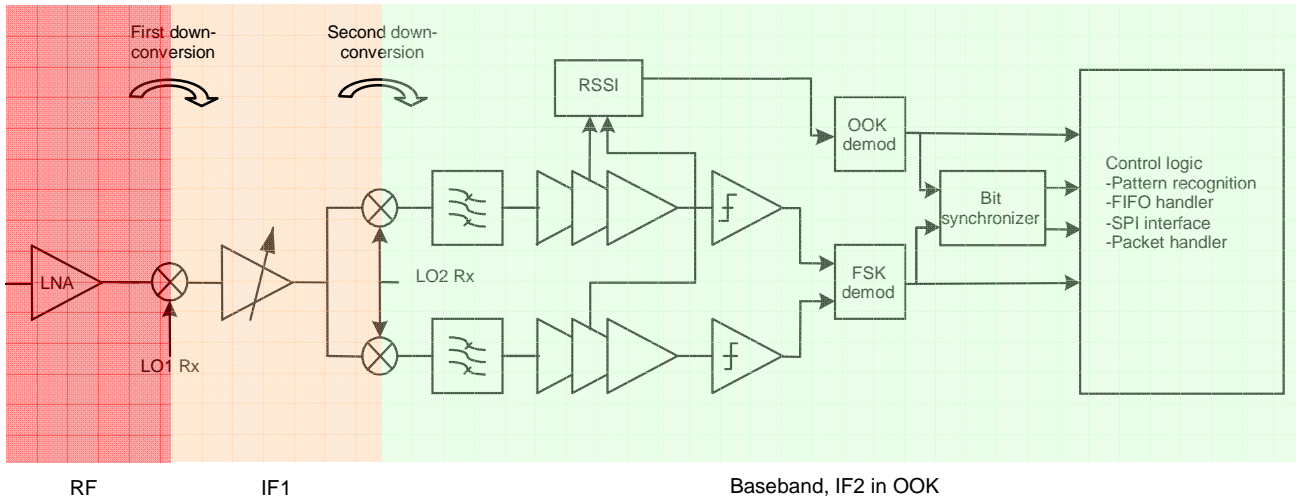 First down-
conversion
Second down-
conversion
RSSI
OOK
demod
Control logic
-Pattern recognition
-FIFO handler
-SPI interface
-Packet handler
Bit
synchronizer
LNA
LO2 Rx
FSK
demod
LO1 Rx
RF
IF1
Baseband, IF2 in OOK